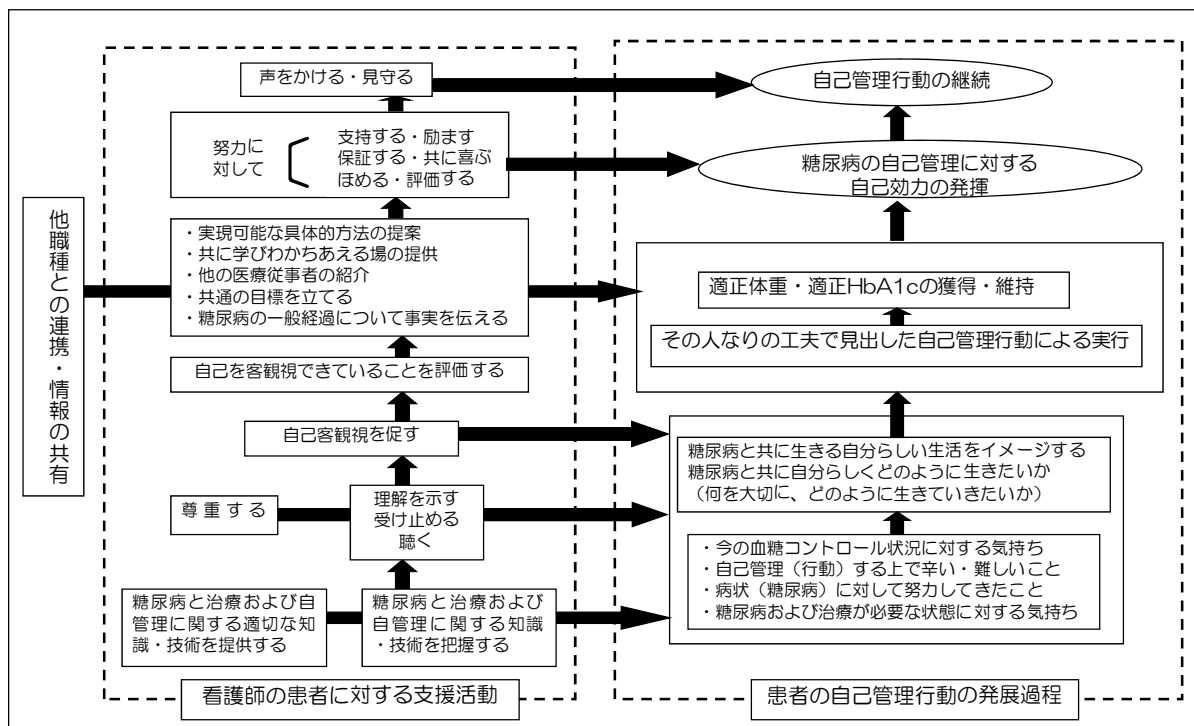 他職種との連携・情報の共有
声をかける・見守る
努力に
対して
支持する・励ます
保証する・共に喜ぶ
ほめる・評価する
・実現可能な具体的方法の提案
・共に学びわかちあえる場の提供
・他の医療従事者の紹介
・共通の目標を立てる
・糖尿病の一般経過について事実を伝える
自己を客観視できていることを評価する
自己客観視を促す
尊重する
理解を示す
受け止める
聴く
糖尿病と治療および自
管理に関する適切な知
識・技術を提供する
糖尿病と治療および
自管理に関する知識
・技術を把握する
看護師の患者に対する支援活動
自己管理行動の継続
糖尿病の自己管理に対する
自己効力の発揮
適正体重・適正HbA1cの獲得・維持
その人なりの工夫で見出した自己管理行動による実行
糖尿病と共に生きる自分らしい生活をイメージする
糖尿病と共に自分らしくどのように生きたいか
（何を大切に、どのように生きていきたいか）
・今の血糖コントロール状況に対する気持ち
・自己管理（行動）する上で辛い・難しいこと
・病状（糖尿病）に対して努力してきたこと
・糖尿病および治療が必要な状態に対する気持ち
患者の自己管理行動の発展過程